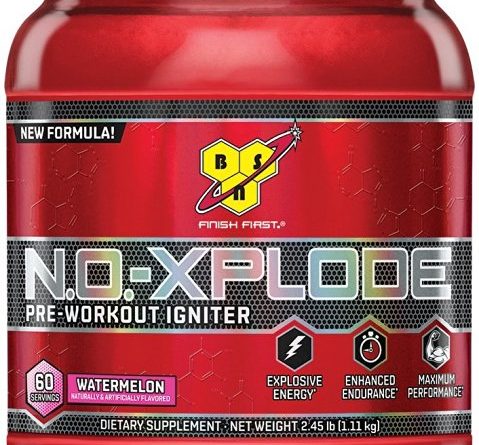 NEW FORMULA!
B S
N
FINISH FIRST.®
N.O.-XPLODE
PRE-WORKOUT IGNITER
60
SERVINGS
WATERMELON
NATURALLY & ARTIFICIALLY FLAVORED
EXPLOSIVE
ENERGY*
ENHANCED
ENDURANCE*
MAXIMUM
PERFORMANCE*
DIETARY SUPPLEMENT - NET WEIGHT 2.45 lb (1.11 kg)